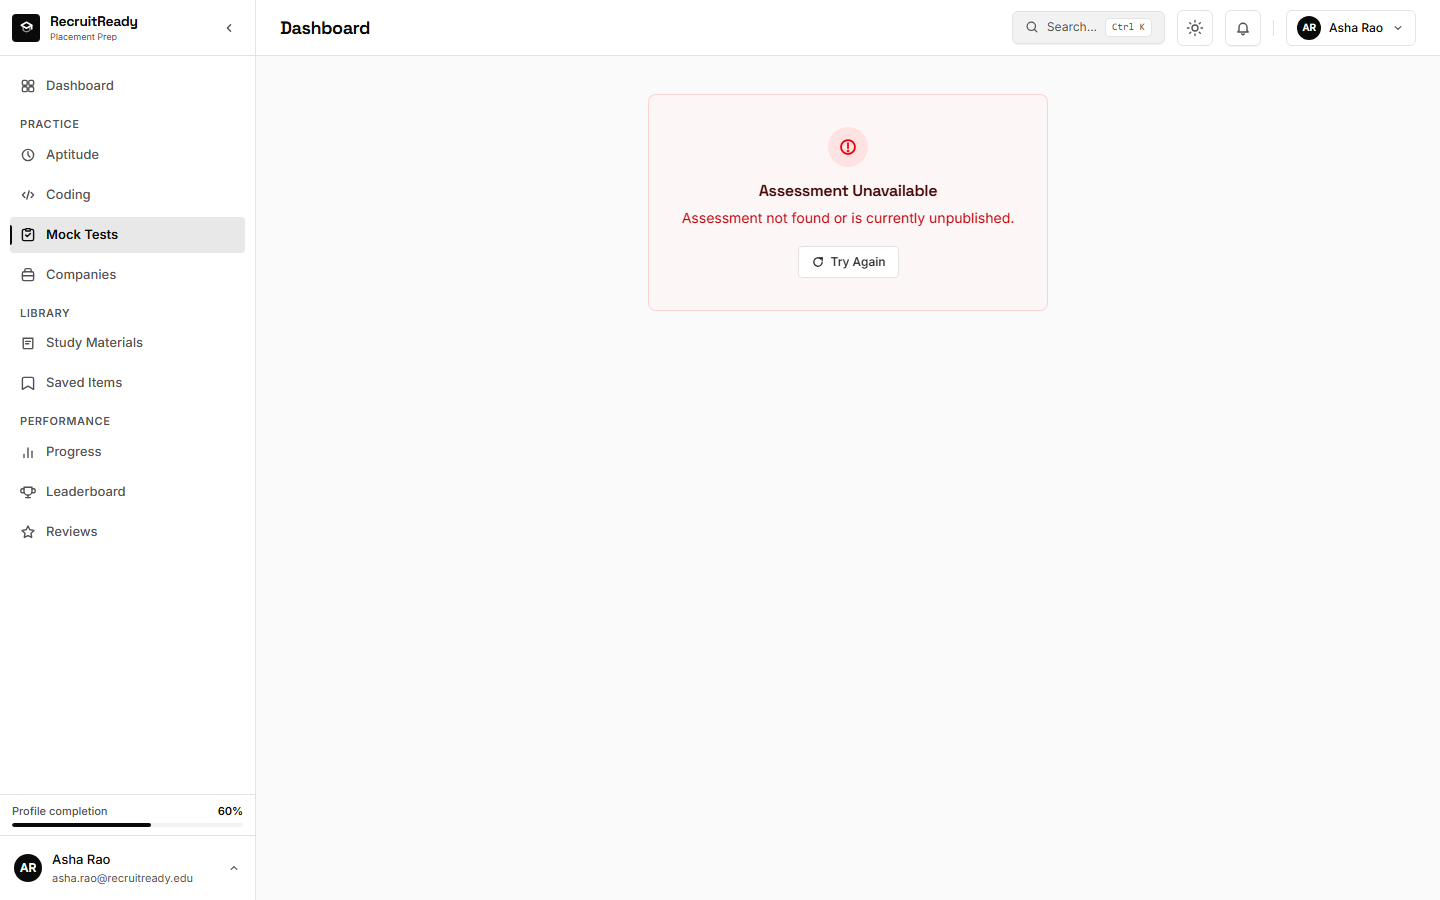 RecruitReady
Placement Prep
Dashboard
PRACTICE
Aptitude
Coding
Mock Tests
Companies
LIBRARY
Study Materials
Saved Items
PERFORMANCE
Progress
Leaderboard
Reviews
Profile completion 60%
AR Asha Rao
asha.rao@recruitready.edu
Dashboard
Search... Ctrl K
AR Asha Rao
Assessment Unavailable
Assessment not found or is currently unpublished.
Try Again